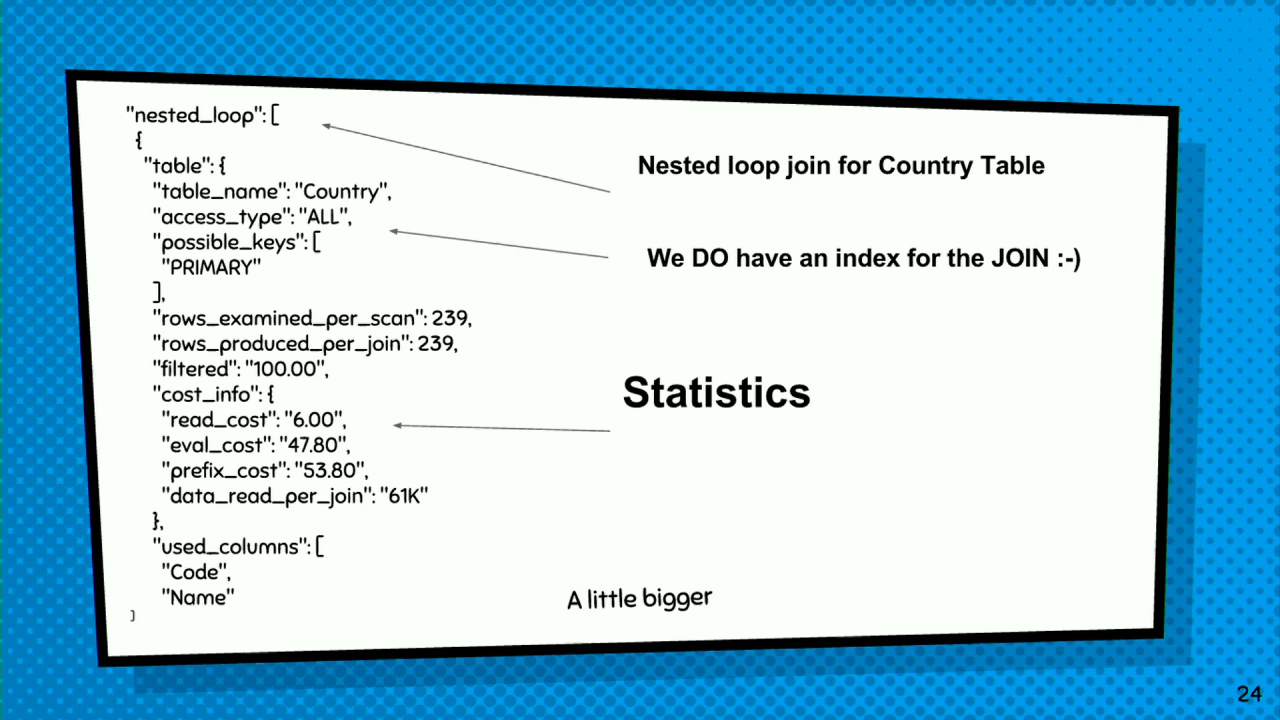 "nested_loop": [
{
"table": {
"table_name": "Country",
"access_type": "ALL",
"possible_keys": [
"PRIMARY"
],
"rows_examined_per_scan": 239,
"rows_produced_per_join": 239,
"filtered": "100.00",
"cost_info": {
"read_cost": "6.00",
"eval_cost": "47.80",
"prefix_cost": "53.80",
"data_read_per_join": "61K"
},
"used_columns": [
"Code",
"Name"
]
Nested loop join for Country Table
We DO have an index for the JOIN :-)
Statistics
A little bigger
24